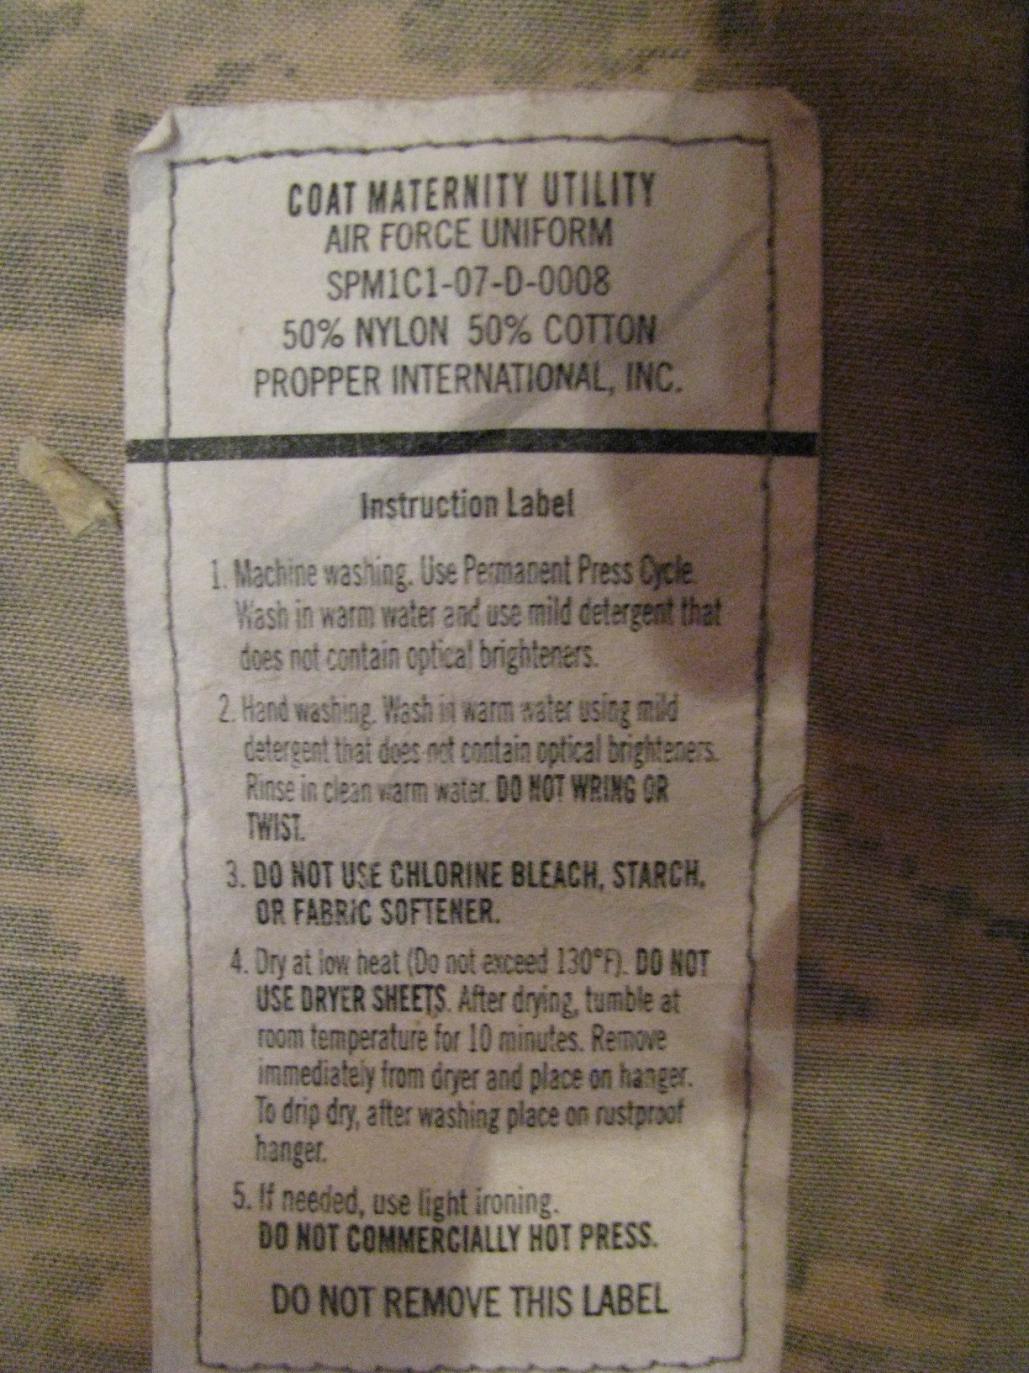 COAT MATERNITY UTILITY
AIR FORCE UNIFORM
SPM1C1-07-D-0008
50% NYLON 50% COTTON
PROPPER INTERNATIONAL, INC.
Instruction Label
1. Machine washing. Use Permanent Press Cycle.
Wash in warm water and use mild detergent that
does not contain optical brighteners.
2. Hand washing. Wash in warm water using mild
detergent that does not contain optical brighteners.
Rinse in clean warm water. DO NOT WRING OR
TWIST.
3. DO NOT USE CHLORINE BLEACH, STARCH,
OR FABRIC SOFTENER.
4. Dry at low heat (Do not exceed 130°F). DO NOT
USE DRYER SHEETS. After drying, tumble at
room temperature for 10 minutes. Remove
immediately from dryer and place on hanger.
To drip dry, after washing place on rustproof
hanger.
5. If needed, use light ironing.
DO NOT COMMERCIALLY HOT PRESS.
DO NOT REMOVE THIS LABEL